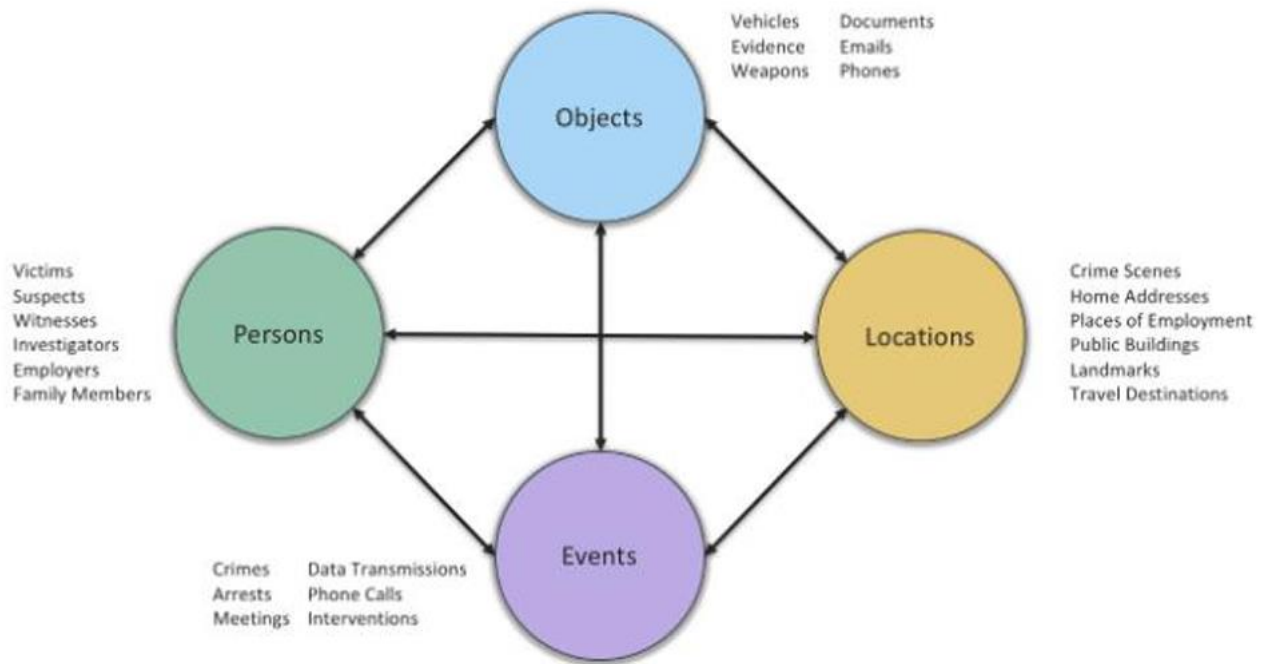 Vehicles Documents
Evidence Emails
Weapons Phones
Objects
Victims
Suspects
Witnesses
Investigators
Employers
Family Members
Persons
Locations
Crime Scenes
Home Addresses
Places of Employment
Public Buildings
Landmarks
Travel Destinations
Events
Crimes Data Transmissions
Arrests Phone Calls
Meetings Interventions